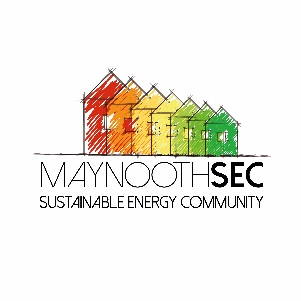 MAYNOOTHSEC
SUSTAINABLE ENERGY COMMUNITY